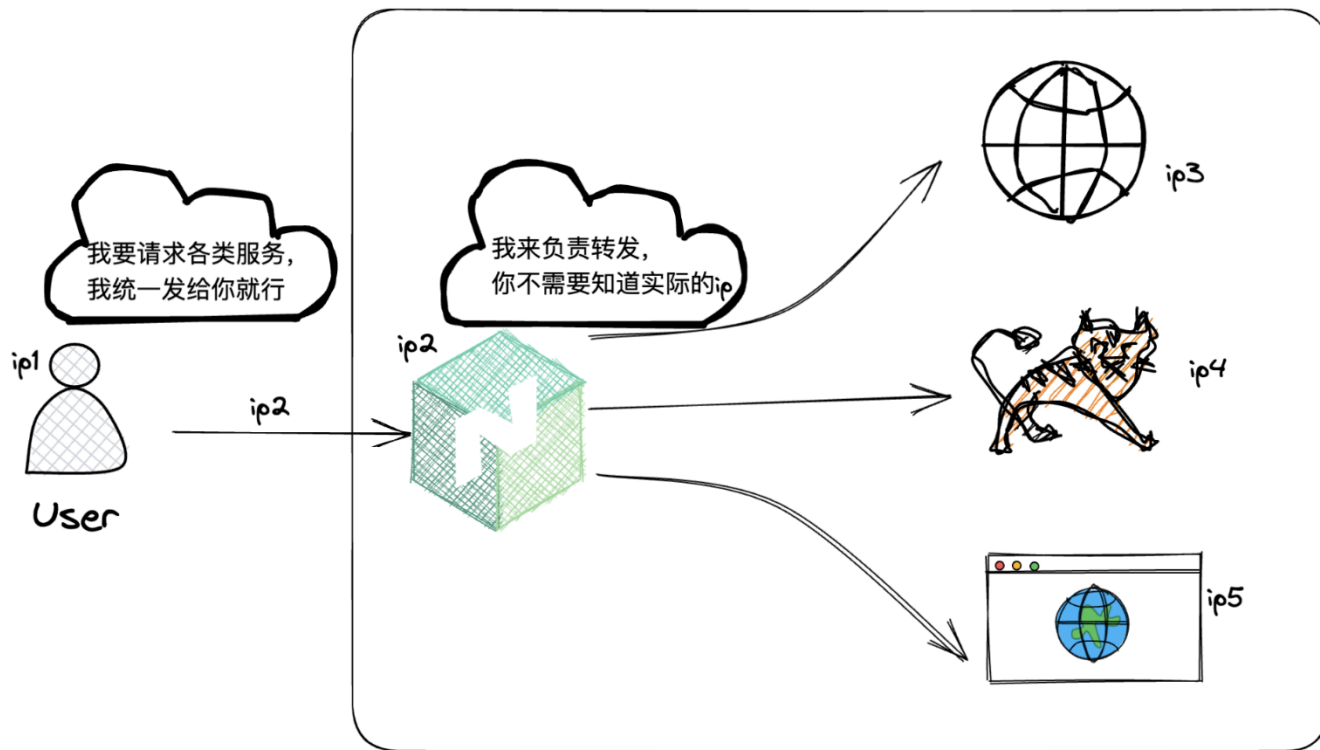 我要请求各类服务，
我统一发给你就行
我来负责转发，
你不需要知道实际的ip
ip1
ip2
ip2
User
ip3
ip4
ip5